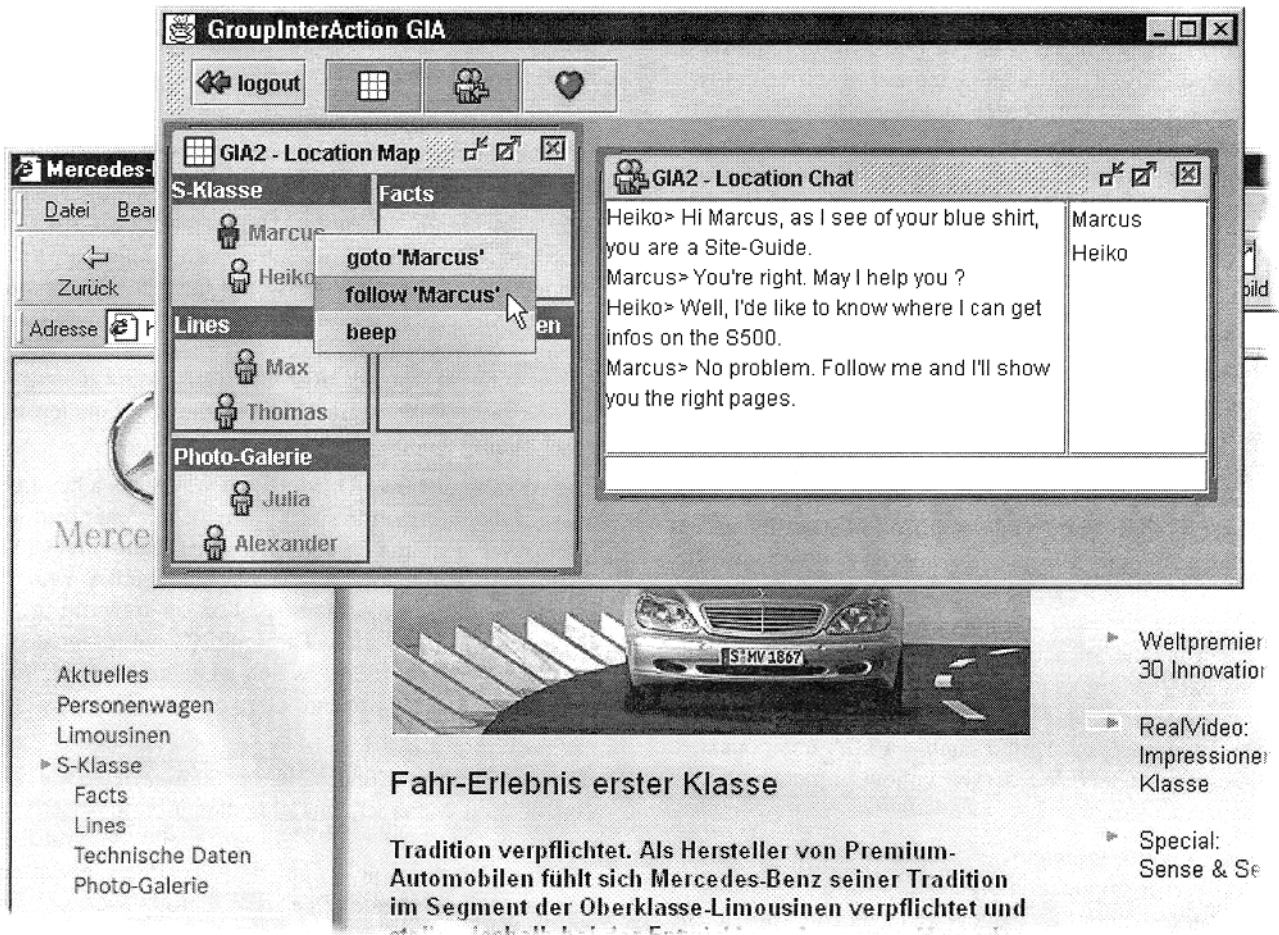 GroupInterAction GIA
logout
GIA2 - Location Map
S-Klasse
Marcus
Heiko
Facts
goto 'Marcus'
follow 'Marcus'
beep
Lines
en
Max
Thomas
Photo-Galerie
Julia
Alexander
GIA2 - Location Chat
Heiko> Hi Marcus, as I see of your blue shirt,
you are a Site-Guide.
Marcus> You're right. May I help you ?
Heiko> Well, I'de like to know where I can get
infos on the S500.
Marcus> No problem. Follow me and I'll show
you the right pages.
Marcus
Heiko
Mercedes-
Datei Bear
Zurück
bild
Adresse h
Merce
Aktuelles
Personenwagen
Limousinen
S-Klasse
Facts
Lines
Technische Daten
Photo-Galerie
S MV 1867
Fahr-Erlebnis erster Klasse
Tradition verpflichtet. Als Hersteller von Premium-
Automobilen fühlt sich Mercedes-Benz seiner Tradition
im Segment der Oberklasse-Limousinen verpflichtet und
Weltpremier
30 Innovation
RealVideo:
Impressionen
Klasse
Special:
Sense & Se